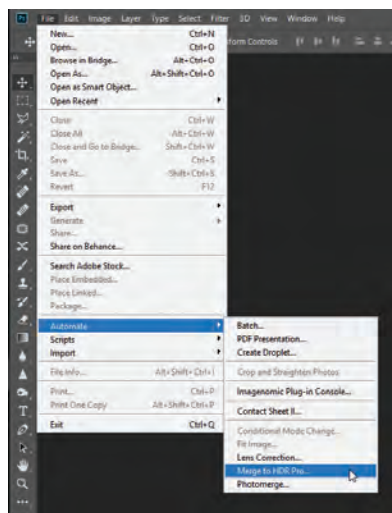 Ps File Edit Image Layer Type Select Filter 3D View Window Help
form Controls
New... Ctrl+N
Open... Ctrl+O
Browse in Bridge... Alt+Ctrl+O
Open As... Alt+Shift+Ctrl+O
Open as Smart Object...
Open Recent
Close Ctrl+W
Close All Alt+Ctrl+W
Close and Go to Bridge... Shift+Ctrl+W
Save Ctrl+S
Save As... Shift+Ctrl+S
Revert F12
Export
Generate
Share...
Share on Behance...
Search Adobe Stock...
Place Embedded...
Place Linked...
Package...
Automate
Scripts
Import
File Info... Alt+Shift+Ctrl+I
Print... Ctrl+P
Print One Copy Alt+Shift+Ctrl+P
Exit Ctrl+Q
Batch...
PDF Presentation...
Create Droplet...
Crop and Straighten Photos
Imagenomic Plug-in Console...
Contact Sheet II...
Conditional Mode Change...
Fit Image...
Lens Correction...
Merge to HDR Pro...
Photomerge...